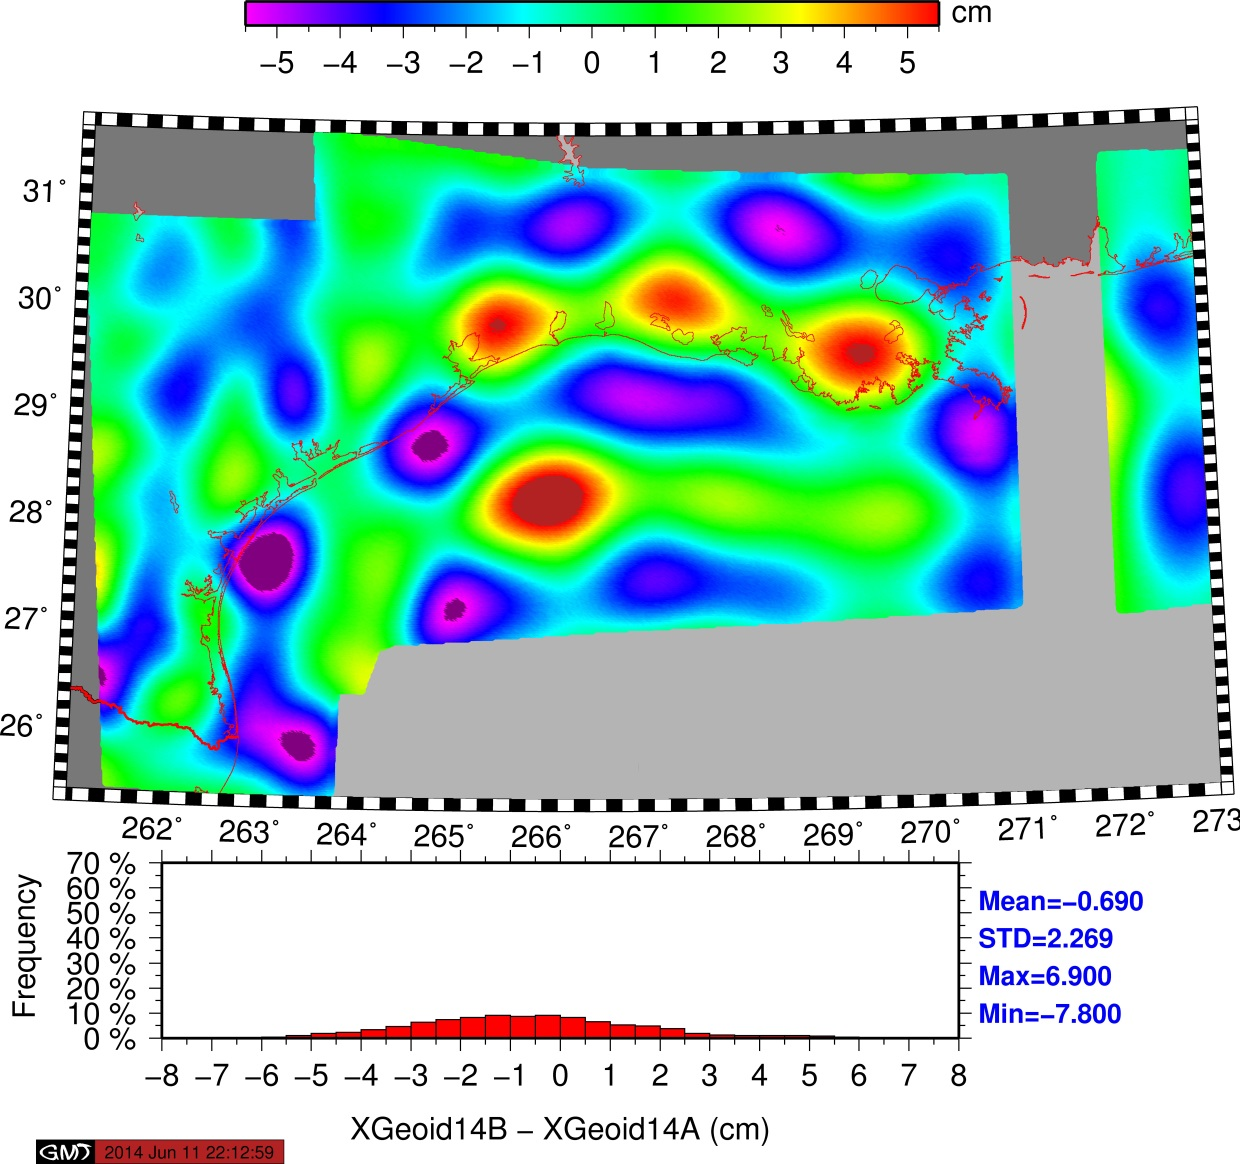 cm
−5 −4 −3 −2 −1 0 1 2 3 4 5
31°
30°
29°
28°
27°
26°
262° 263° 264° 265° 266° 267° 268° 269° 270° 271° 272° 273
Frequency
70 %
60 %
50 %
40 %
30 %
20 %
10 %
0 %
Mean=−0.690
STD=2.269
Max=6.900
Min=−7.800
−8 −7 −6 −5 −4 −3 −2 −1 0 1 2 3 4 5 6 7 8
XGeoid14B − XGeoid14A (cm)
GMT 2014 Jun 11 22:12:59